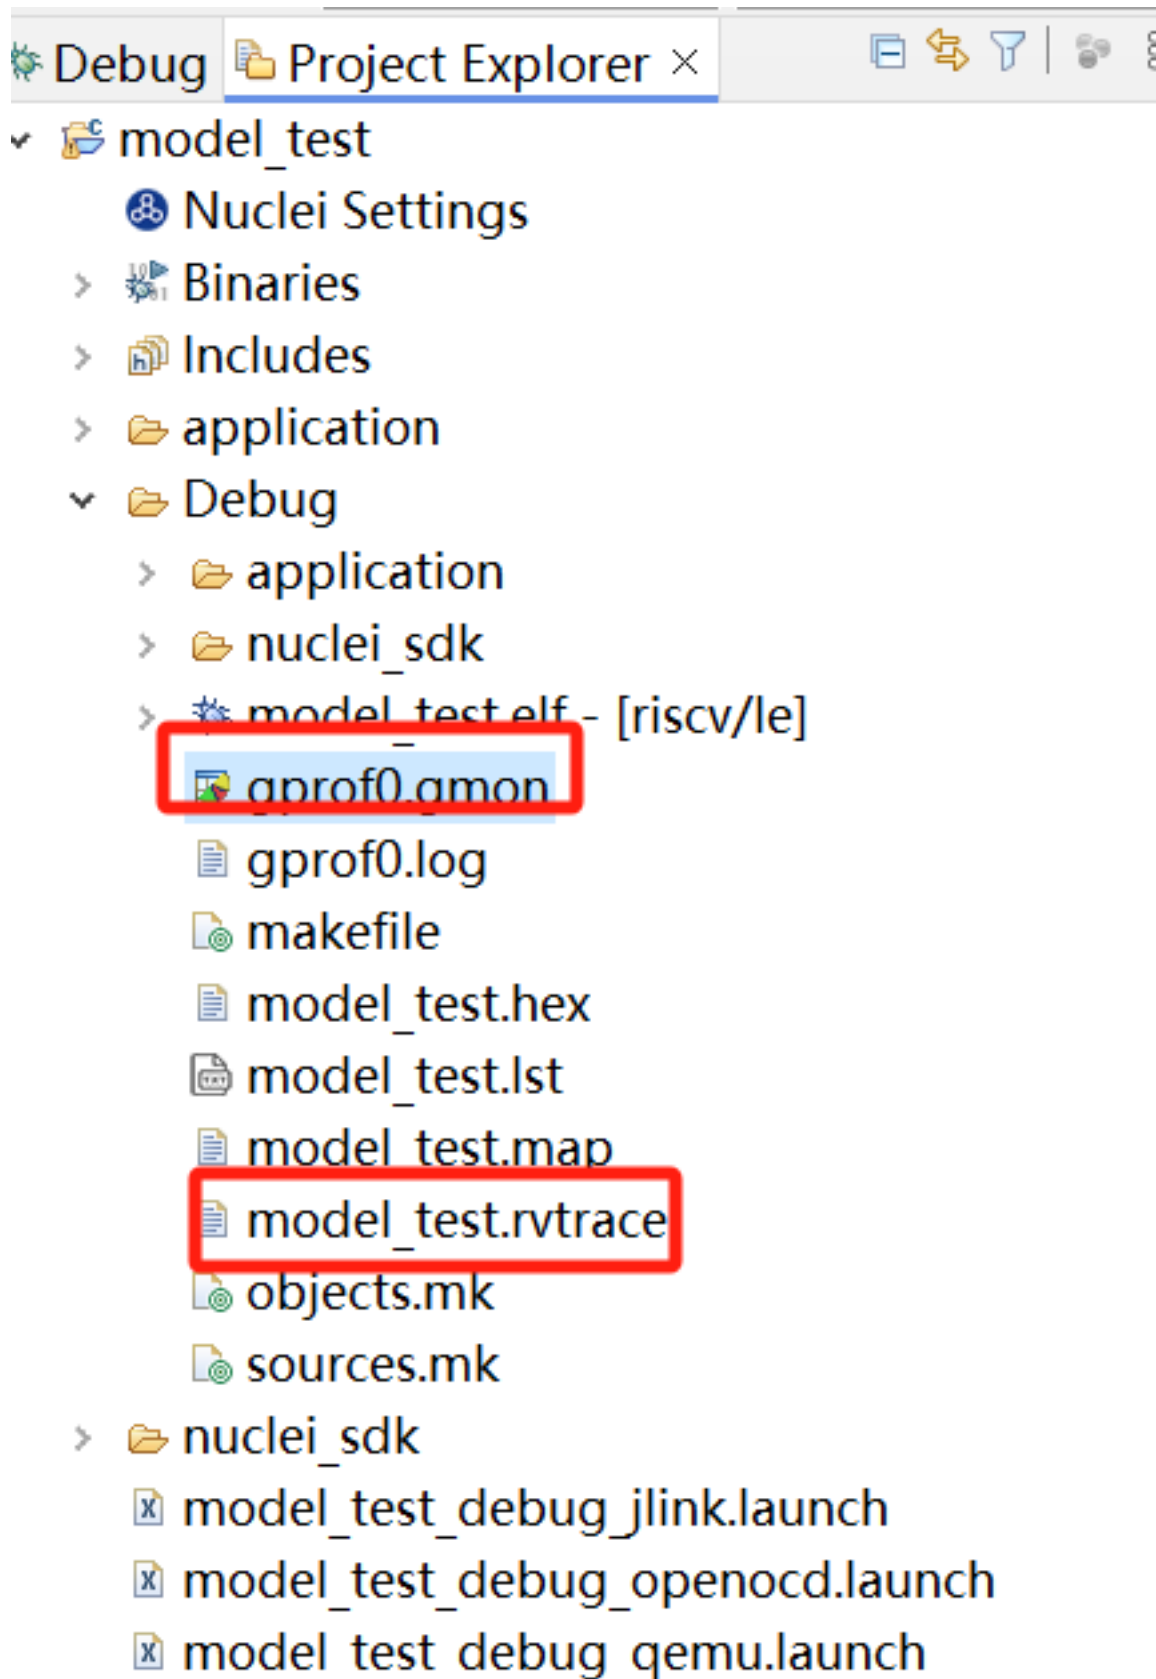 Debug Project Explorer
model_test
Nuclei Settings
Binaries
Includes
application
Debug
application
nuclei_sdk
model_test.elf - [riscv/le]
gprof0.gmon
gprof0.log
makefile
model_test.hex
model_test.lst
model_test.map
model_test.rvtrace
objects.mk
sources.mk
nuclei_sdk
model_test_debug_jlink.launch
model_test_debug_openocd.launch
model_test_debug_qemu.launch